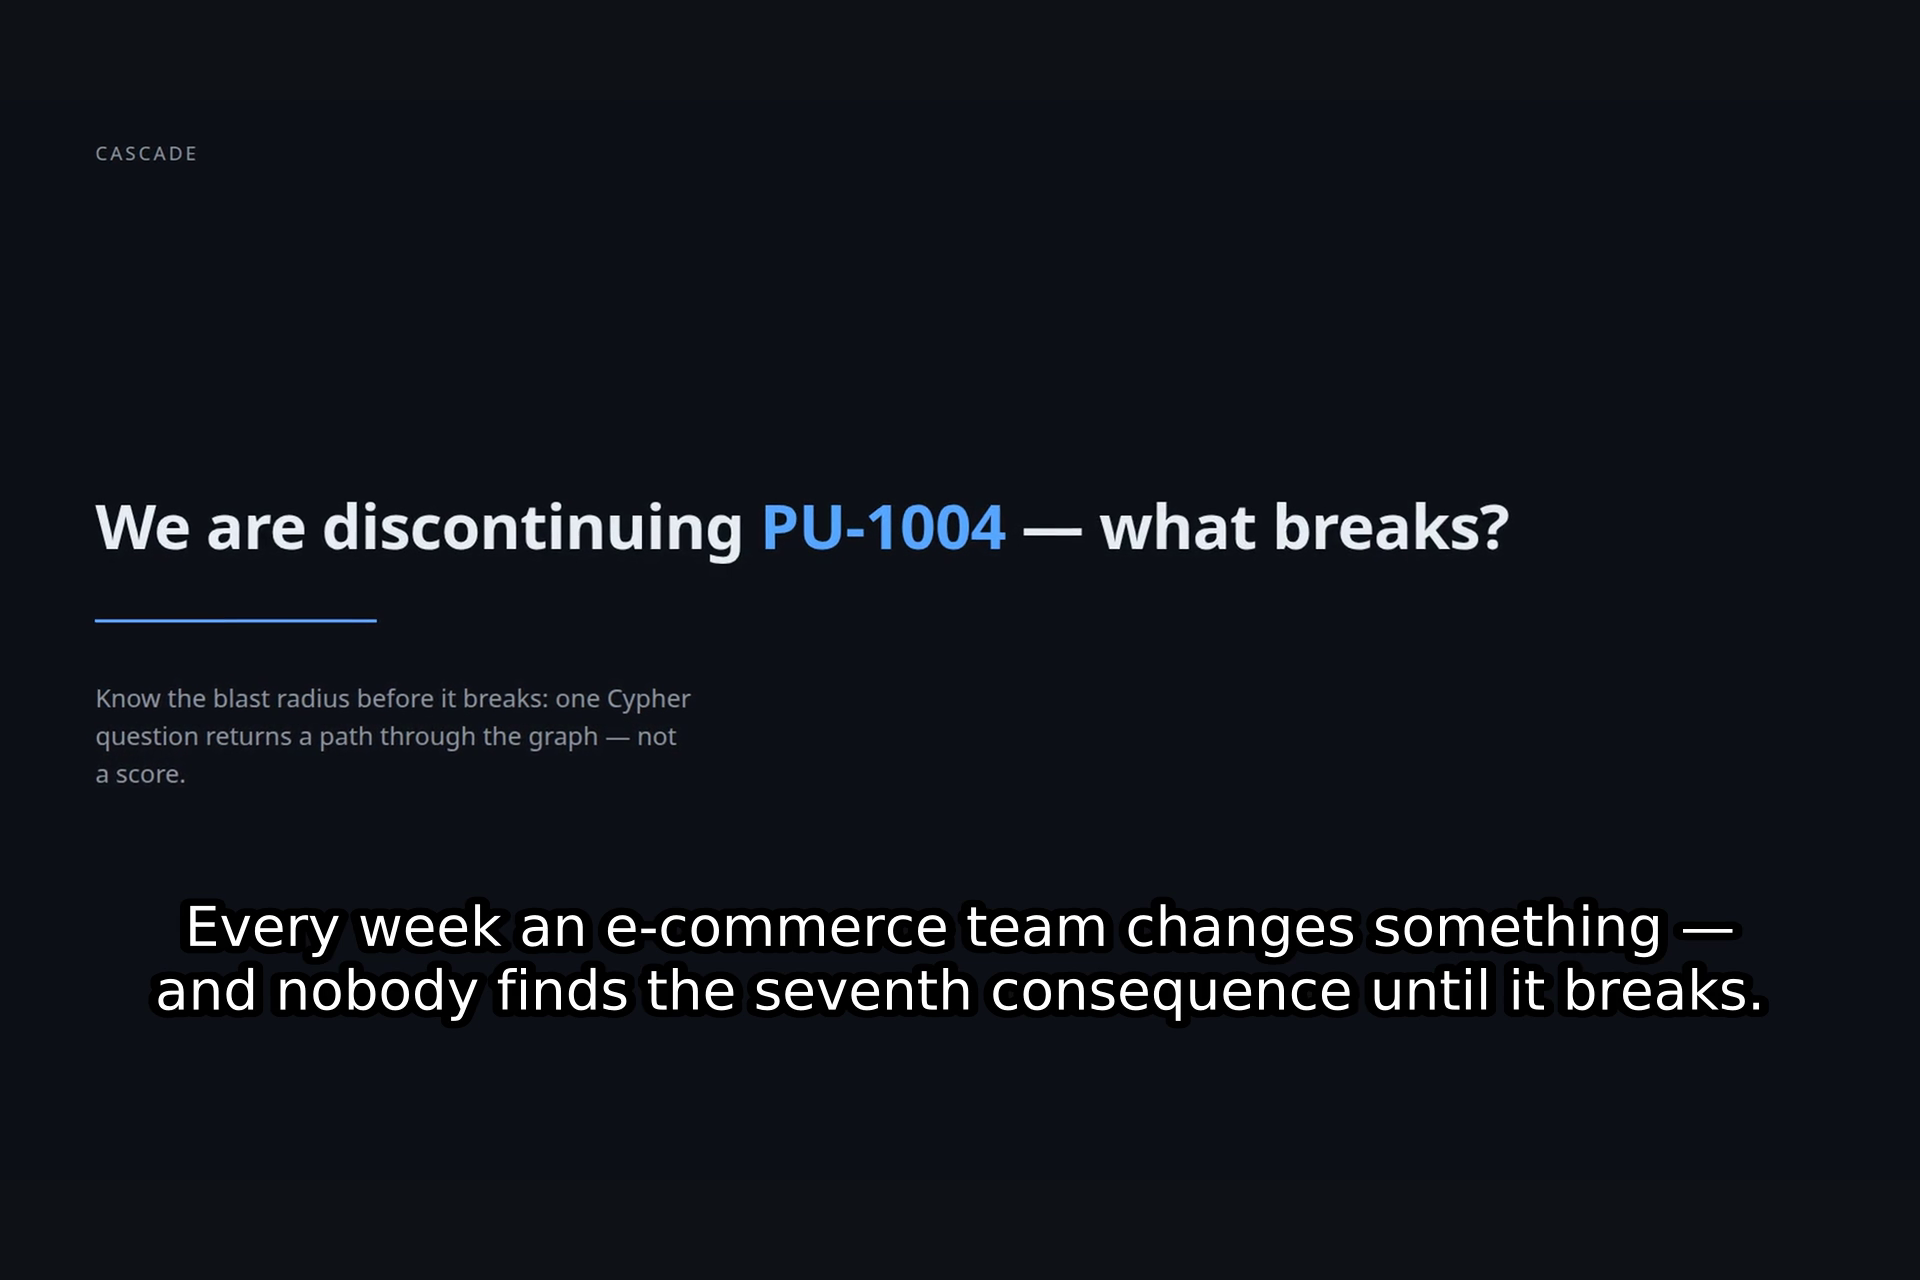 CASCADE
We are discontinuing PU-1004 — what breaks?
Know the blast radius before it breaks: one Cypher
question returns a path through the graph — not
a score.
Every week an e-commerce team changes something —
and nobody finds the seventh consequence until it breaks.